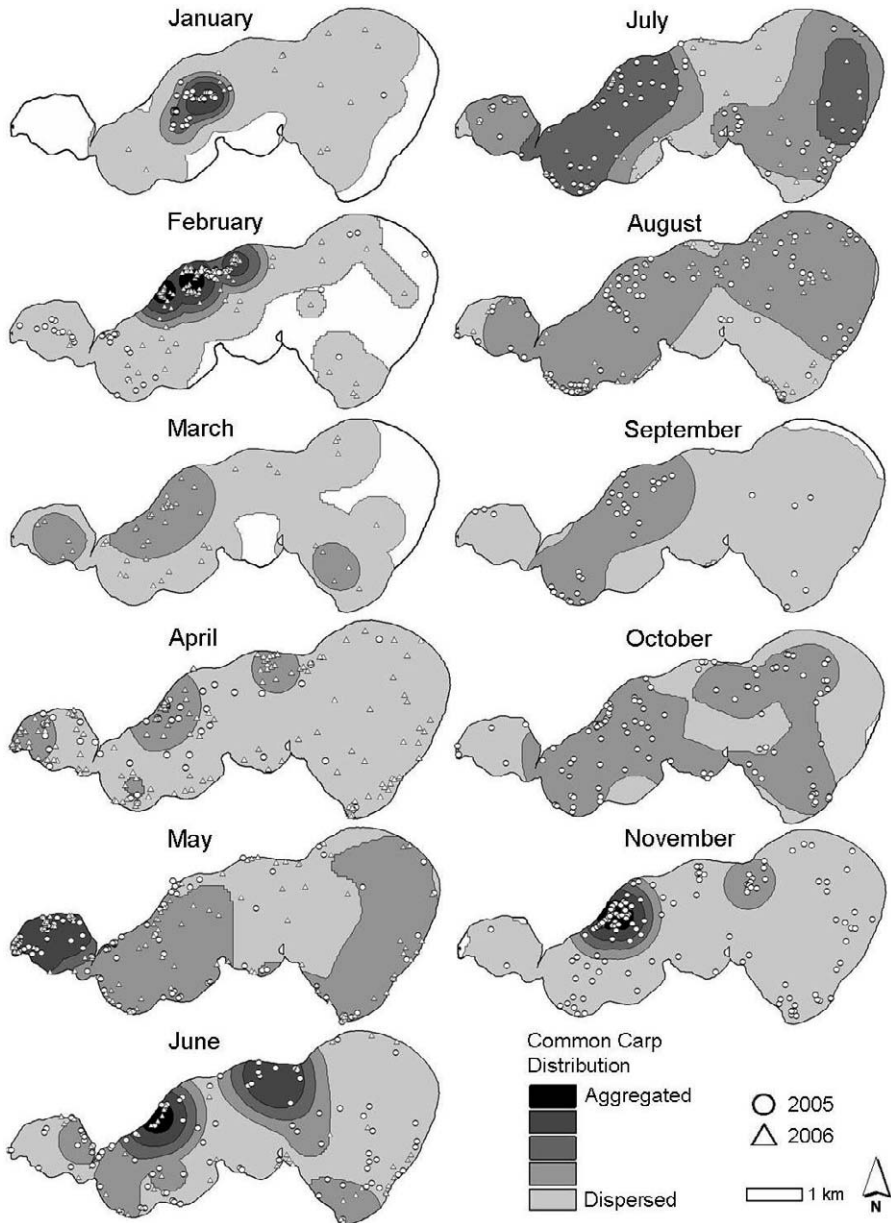 January
February
March
April
May
June
July
August
September
October
November
Common Carp
Distribution
Aggregated
Dispersed
2005
2006
1 km
N